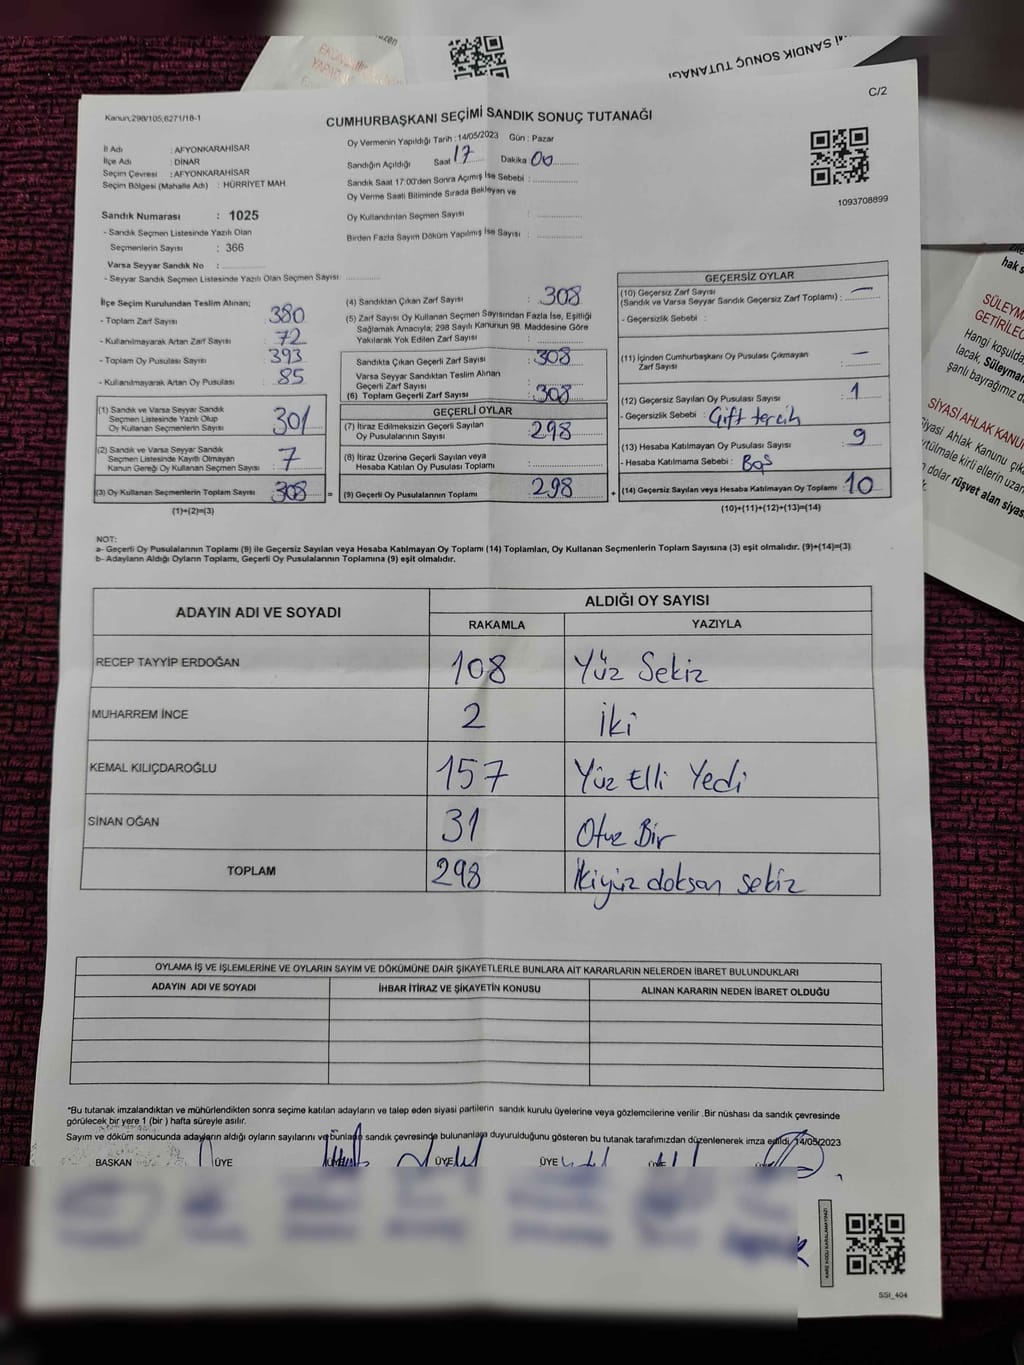 İ SANDIK SONUÇ TUTANAĞI
C/2
Kanun;298/105;6271/18-1
CUMHURBAŞKANI SEÇİMİ SANDIK SONUÇ TUTANAĞI
İl Adı : AFYONKARAHİSAR
İlçe Adı : DİNAR
Seçim Çevresi : AFYONKARAHİSAR
Seçim Bölgesi (Mahalle Adı) : HÜRRİYET MAH.
Oy Vermenin Yapıldığı Tarih : 14/05/2023 Gün : Pazar
Sandığın Açıldığı Saat 17 Dakika : 00
Sandık Saat 17:00'den Sonra Açılmış İse Sebebi :
Oy Verme Saati Bitiminde Sırada Bekleyen ve
Oy Kullandırılan Seçmen Sayısı :
Birden Fazla Sayım Döküm Yapılmış İse Sayısı :
1093708899
Sandık Numarası : 1025
- Sandık Seçmen Listesinde Yazılı Olan
Seçmenlerin Sayısı : 366
Varsa Seyyar Sandık No :
- Seyyar Sandık Seçmen Listesinde Yazılı Olan Seçmen Sayısı:
İlçe Seçim Kurulundan Teslim Alınan;
- Toplam Zarf Sayısı : 380
- Kullanılmayarak Artan Zarf Sayısı : 72
- Toplam Oy Pusulası Sayısı : 393
- Kullanılmayarak Artan Oy Pusulası : 85
(1) Sandık ve Varsa Seyyar Sandık
Seçmen Listesinde Yazılı Olup
Oy Kullanan Seçmenlerin Sayısı : 301
(2) Sandık ve Varsa Seyyar Sandık
Seçmen Listesinde Kayıtlı Olmayan
Kanun Gereği Oy Kullanan Seçmen Sayısı : 7
(3) Oy Kullanan Seçmenlerin Toplam Sayısı : 308 =
(1)+(2)=(3)
(4) Sandıktan Çıkan Zarf Sayısı : 308
(5) Zarf Sayısı Oy Kullanan Seçmen Sayısından Fazla İse, Eşitliği
Sağlamak Amacıyla; 298 Sayılı Kanunun 98. Maddesine Göre
Yakılarak Yok Edilen Zarf Sayısı :
Sandıkta Çıkan Geçerli Zarf Sayısı : 308
Varsa Seyyar Sandıktan Teslim Alınan
Geçerli Zarf Sayısı :
(6) Toplam Geçerli Zarf Sayısı : 308
GEÇERLİ OYLAR
(7) İtiraz Edilmeksizin Geçerli Sayılan
Oy Pusulalarının Sayısı : 298
(8) İtiraz Üzerine Geçerli Sayılan veya
Hesaba Katılan Oy Pusulası Toplamı :
(9) Geçerli Oy Pusulalarının Toplamı : 298 +
GEÇERSİZ OYLAR
(10) Geçersiz Zarf Sayısı
(Sandık ve Varsa Seyyar Sandık Geçersiz Zarf Toplamı) : —
- Geçersizlik Sebebi :
(11) İçinden Cumhurbaşkanı Oy Pusulası Çıkmayan
Zarf Sayısı : —
(12) Geçersiz Sayılan Oy Pusulası Sayısı : 1
- Geçersizlik Sebebi : Çift tercih
(13) Hesaba Katılmayan Oy Pusulası Sayısı : 9
- Hesaba Katılmama Sebebi : Boş
(14) Geçersiz Sayılan veya Hesaba Katılmayan Oy Toplamı : 10
(10)+(11)+(12)+(13)=(14)
NOT:
a- Geçerli Oy Pusulalarının Toplamı (9) ile Geçersiz Sayılan veya Hesaba Katılmayan Oy Toplamı (14) Toplamları, Oy Kullanan Seçmenlerin Toplam Sayısına (3) eşit olmalıdır. (9)+(14)=(3)
b- Adayların Aldığı Oyların Toplamı, Geçerli Oy Pusulalarının Toplamına (9) eşit olmalıdır.
ADAYIN ADI VE SOYADI
ALDIĞI OY SAYISI
RAKAMLA YAZIYLA
RECEP TAYYİP ERDOĞAN 108 Yüz Sekiz
MUHARREM İNCE 2 İki
KEMAL KILIÇDAROĞLU 157 Yüz Elli Yedi
SİNAN OĞAN 31 Otuz Bir
TOPLAM 298 İkiyüz doksan sekiz
OYLAMA İŞ VE İŞLEMLERİNE VE OYLARIN SAYIM VE DÖKÜMÜNE DAİR ŞİKAYETLERLE BUNLARA AİT KARARLARIN NELERDEN İBARET BULUNDUKLARI
ADAYIN ADI VE SOYADI İHBAR İTİRAZ VE ŞİKAYETİN KONUSU ALINAN KARARIN NEDEN İBARET OLDUĞU
*Bu tutanak imzalandıktan ve mühürlendikten sonra seçime katılan adayların ve talep eden siyasi partilerin sandık kurulu üyelerine veya gözlemcilerine verilir .Bir nüshası da sandık çevresinde
görülecek bir yere 1 (bir ) hafta süreyle asılır.
Sayım ve döküm sonucunda adayların aldığı oyların sayılarını ve bunların sandık çevresinde bulunanlara duyurulduğunu gösteren bu tutanak tarafımızdan düzenlenerek imza edildi. 14/05/2023
BAŞKAN ÜYE ÜYE ÜYE
SSI_404
hak s
SÜLEYM
GETİRİLEC
Hangi koşulda
lacak, Süleyman
şanlı bayrağımız d
SİYASİ AHLAK KANU
iyasi Ahlak Kanunu çık
rtülmale kirli ellerin uzan
dolar rüşvet alan siyas